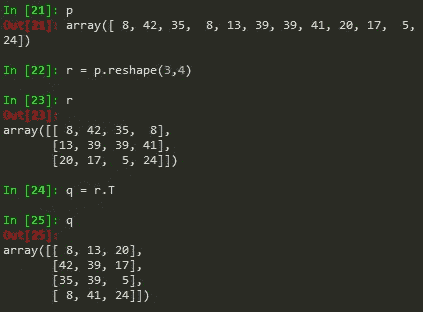 In [21]: p
Out[21]: array([ 8, 42, 35,  8, 13, 39, 39, 41, 20, 17,  5,
24])
In [22]: r = p.reshape(3,4)
In [23]: r
Out[23]:
array([[ 8, 42, 35,  8],
       [13, 39, 39, 41],
       [20, 17,  5, 24]])
In [24]: q = r.T
In [25]: q
Out[25]:
array([[ 8, 13, 20],
       [42, 39, 17],
       [35, 39,  5],
       [ 8, 41, 24]])